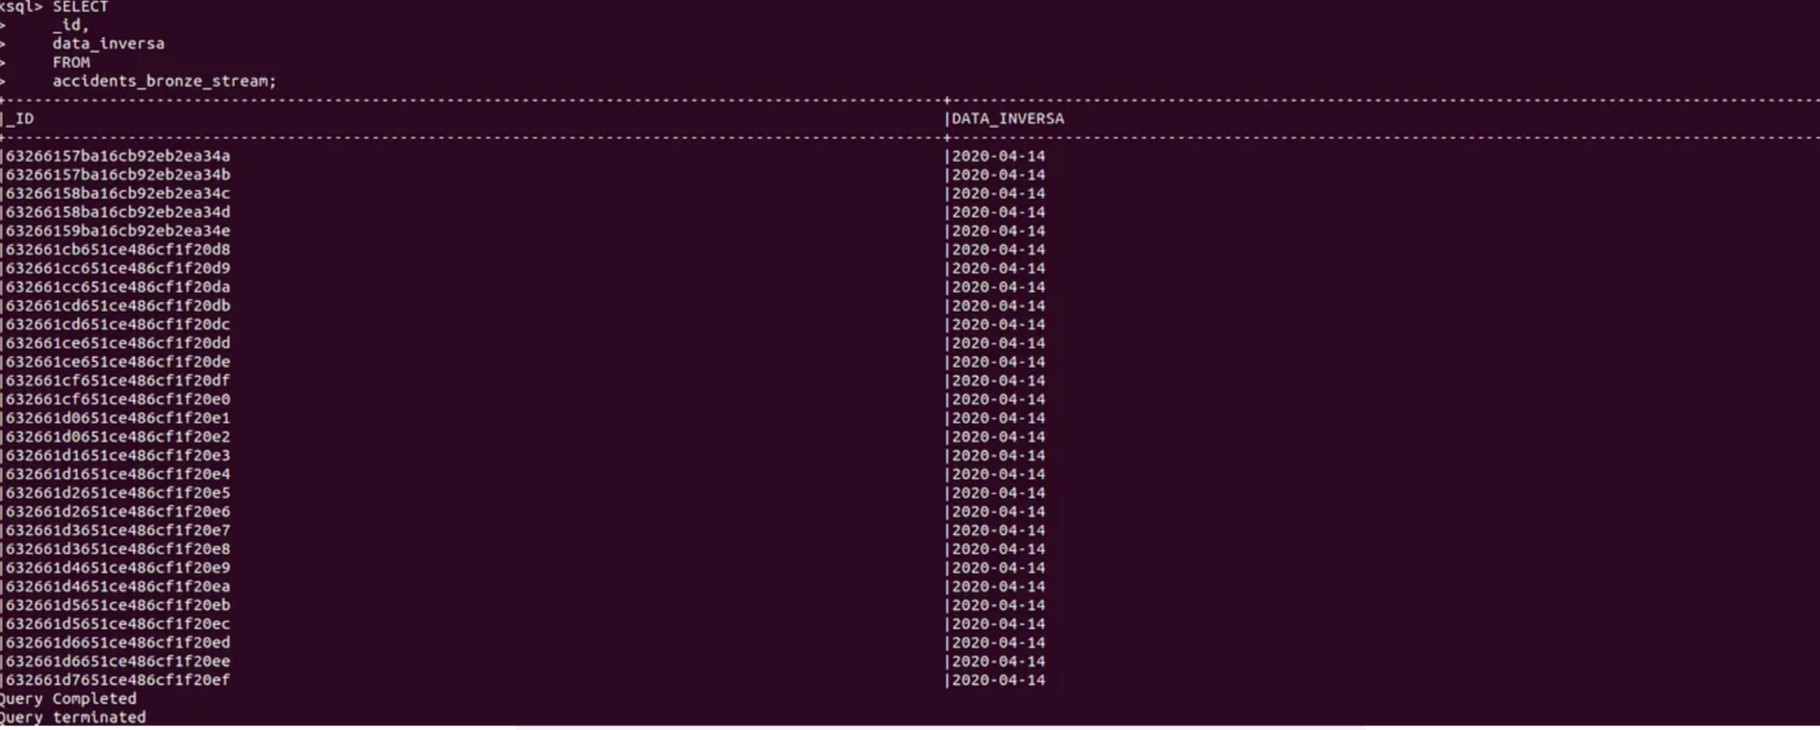 ksql> SELECT
> _id,
> data_inversa
> FROM
> accidents_bronze_stream;
|_ID |DATA_INVERSA
|63266157ba16cb92eb2ea34a |2020-04-14
|63266157ba16cb92eb2ea34b |2020-04-14
|63266158ba16cb92eb2ea34c |2020-04-14
|63266158ba16cb92eb2ea34d |2020-04-14
|63266159ba16cb92eb2ea34e |2020-04-14
|632661cb651ce486cf1f20d8 |2020-04-14
|632661cc651ce486cf1f20d9 |2020-04-14
|632661cc651ce486cf1f20da |2020-04-14
|632661cd651ce486cf1f20db |2020-04-14
|632661cd651ce486cf1f20dc |2020-04-14
|632661ce651ce486cf1f20dd |2020-04-14
|632661ce651ce486cf1f20de |2020-04-14
|632661cf651ce486cf1f20df |2020-04-14
|632661cf651ce486cf1f20e0 |2020-04-14
|632661d0651ce486cf1f20e1 |2020-04-14
|632661d0651ce486cf1f20e2 |2020-04-14
|632661d1651ce486cf1f20e3 |2020-04-14
|632661d1651ce486cf1f20e4 |2020-04-14
|632661d2651ce486cf1f20e5 |2020-04-14
|632661d2651ce486cf1f20e6 |2020-04-14
|632661d3651ce486cf1f20e7 |2020-04-14
|632661d3651ce486cf1f20e8 |2020-04-14
|632661d4651ce486cf1f20e9 |2020-04-14
|632661d4651ce486cf1f20ea |2020-04-14
|632661d5651ce486cf1f20eb |2020-04-14
|632661d5651ce486cf1f20ec |2020-04-14
|632661d6651ce486cf1f20ed |2020-04-14
|632661d6651ce486cf1f20ee |2020-04-14
|632661d7651ce486cf1f20ef |2020-04-14
Query Completed
Query terminated